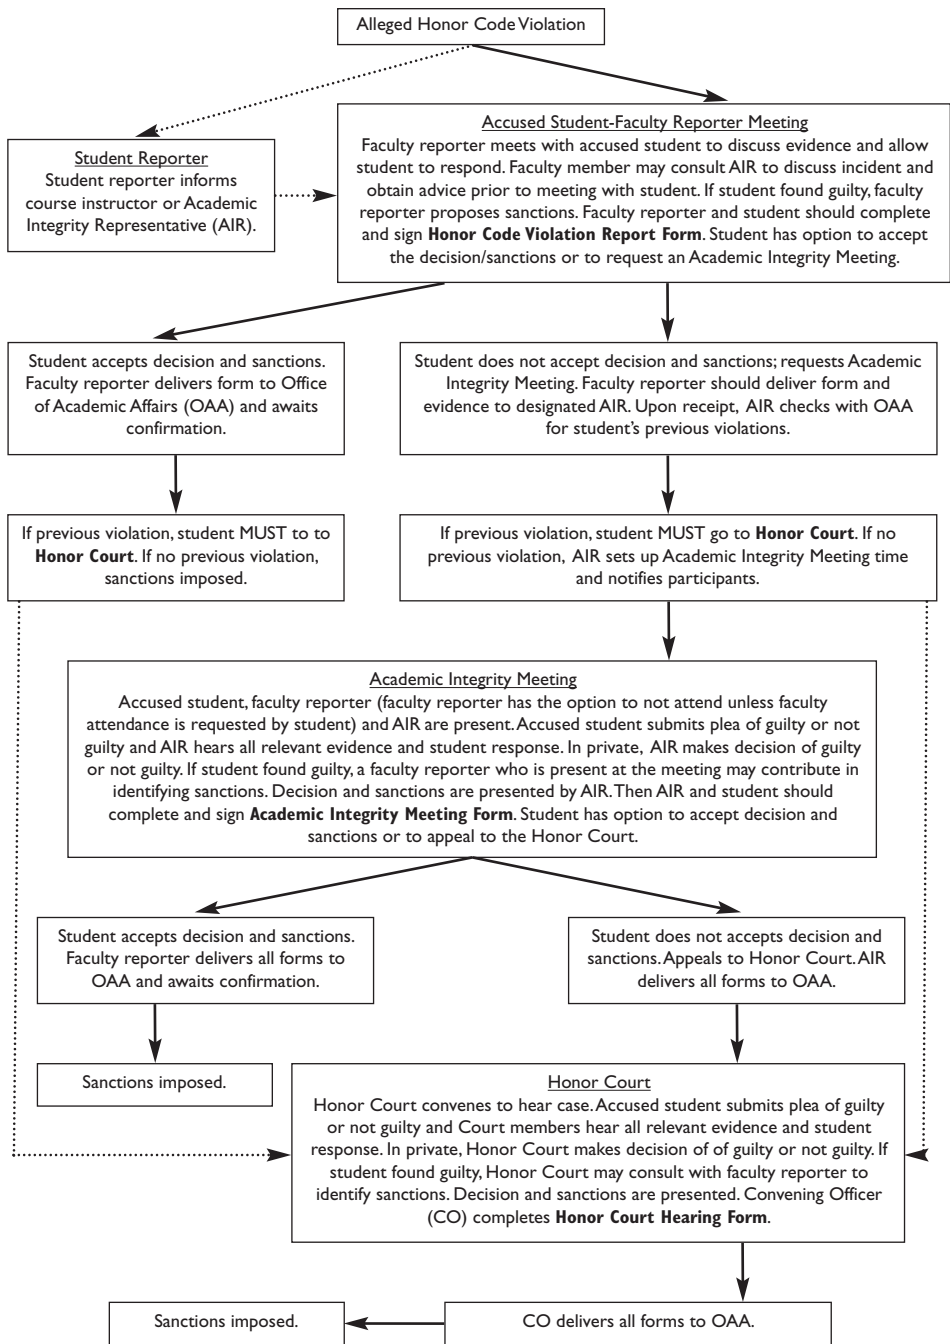 Alleged Honor Code Violation
Student Reporter
Student reporter informs
course instructor or Academic
Integrity Representative (AIR).
Accused Student-Faculty Reporter Meeting
Faculty reporter meets with accused student to discuss evidence and allow
student to respond. Faculty member may consult AIR to discuss incident and
obtain advice prior to meeting with student. If student found guilty, faculty
reporter proposes sanctions. Faculty reporter and student should complete
and sign Honor Code Violation Report Form. Student has option to accept
the decision/sanctions or to request an Academic Integrity Meeting.
Student accepts decision and sanctions.
Faculty reporter delivers form to Office
of Academic Affairs (OAA) and awaits
confirmation.
Student does not accept decision and sanctions; requests Academic
Integrity Meeting. Faculty reporter should deliver form and
evidence to designated AIR. Upon receipt, AIR checks with OAA
for student's previous violations.
If previous violation, student MUST to to
Honor Court. If no previous violation,
sanctions imposed.
If previous violation, student MUST go to Honor Court. If no
previous violation, AIR sets up Academic Integrity Meeting time
and notifies participants.
Academic Integrity Meeting
Accused student, faculty reporter (faculty reporter has the option to not attend unless faculty
attendance is requested by student) and AIR are present. Accused student submits plea of guilty or not
guilty and AIR hears all relevant evidence and student response. In private, AIR makes decision of guilty
or not guilty. If student found guilty, a faculty reporter who is present at the meeting may contribute in
identifying sanctions. Decision and sanctions are presented by AIR. Then AIR and student should
complete and sign Academic Integrity Meeting Form. Student has option to accept decision and
sanctions or to appeal to the Honor Court.
Student accepts decision and sanctions.
Faculty reporter delivers all forms to
OAA and awaits confirmation.
Student does not accepts decision and
sanctions. Appeals to Honor Court. AIR
delivers all forms to OAA.
Sanctions imposed.
Honor Court
Honor Court convenes to hear case. Accused student submits plea of guilty
or not guilty and Court members hear all relevant evidence and student
response. In private, Honor Court makes decision of of guilty or not guilty. If
student found guilty, Honor Court may consult with faculty reporter to
identify sanctions. Decision and sanctions are presented. Convening Officer
(CO) completes Honor Court Hearing Form.
Sanctions imposed.
CO delivers all forms to OAA.